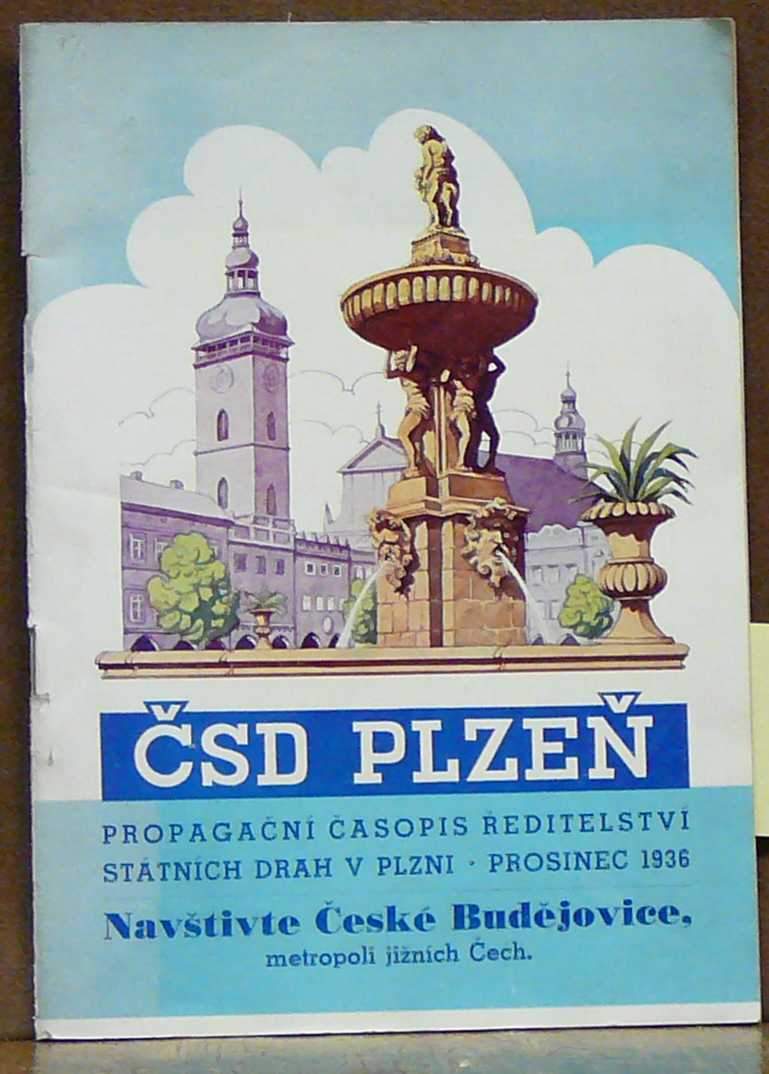 ČSD PLZEŇ
PROPAGAČNÍ ČASOPIS ŘEDITELSTVÍ
STÁTNÍCH DRAH V PLZNI · PROSINEC 1936
Navštivte České Budějovice,
metropoli jižních Čech.